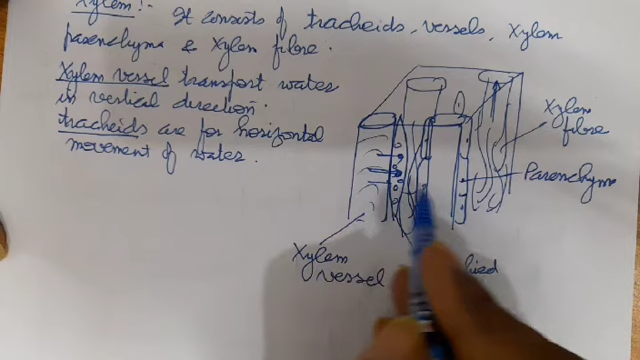 Xylem :- It consists of tracheids, vessels, Xylem
parenchyma & Xylem fibre.
Xylem vessel transport water
in vertical direction.
tracheids are for horizontal
movement of water.
Xylem
fibre
Parenchyma
Xylem
vessel